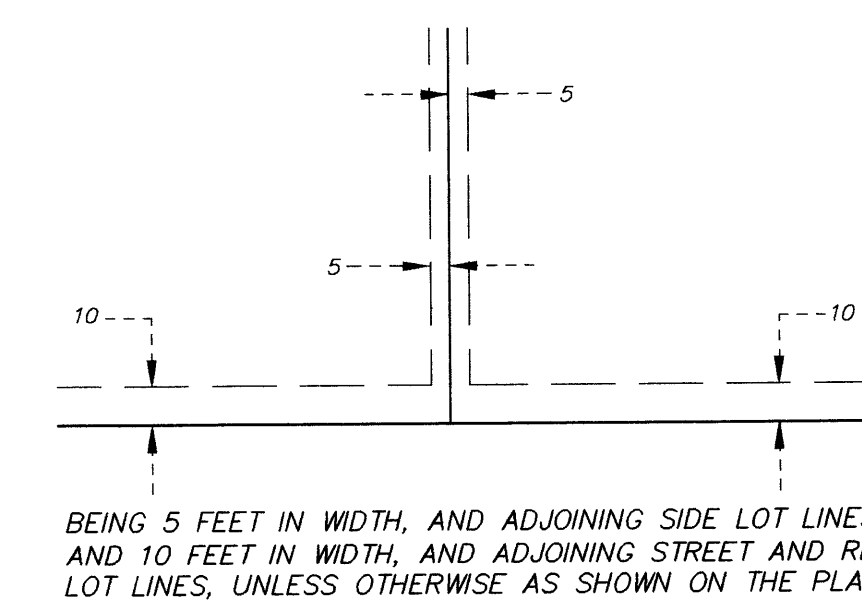 5
5
10
10
BEING 5 FEET IN WIDTH, AND ADJOINING SIDE LOT
AND 10 FEET IN WIDTH, AND ADJOINING STREET AND
LOT LINES, UNLESS OTHERWISE AS SHOWN ON THE